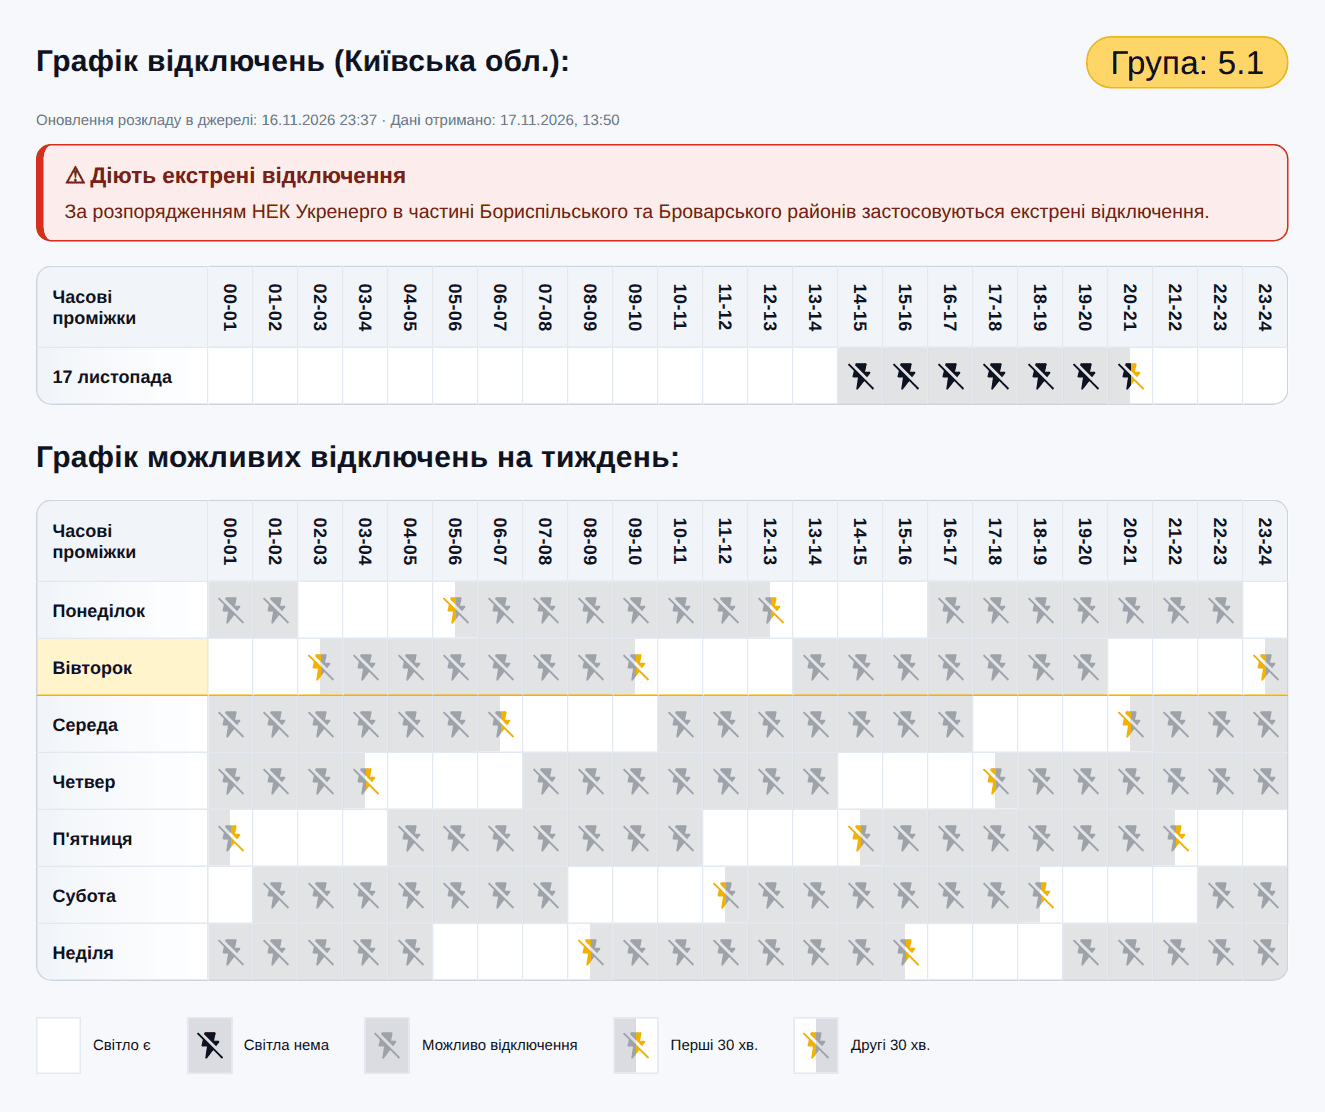 Графік відключень (Київська обл.):
Група: 5.1
Оновлення розкладу в джерелі: 16.11.2026 23:37 · Дані отримано: 17.11.2026, 13:50
⚠ Діють екстрені відключення
За розпорядженням НЕК Укренерго в частині Бориспільського та Броварського районів застосовуються екстрені відключення.
Часові проміжки 00-01 01-02 02-03 03-04 04-05 05-06 06-07 07-08 08-09 09-10 10-11 11-12 12-13 13-14 14-15 15-16 16-17 17-18 18-19 19-20 20-21 21-22 22-23 23-24
17 листопада
Графік можливих відключень на тиждень:
Часові проміжки 00-01 01-02 02-03 03-04 04-05 05-06 06-07 07-08 08-09 09-10 10-11 11-12 12-13 13-14 14-15 15-16 16-17 17-18 18-19 19-20 20-21 21-22 22-23 23-24
Понеділок
Вівторок
Середа
Четвер
П'ятниця
Субота
Неділя
Світло є
Світла нема
Можливо відключення
Перші 30 хв.
Другі 30 хв.